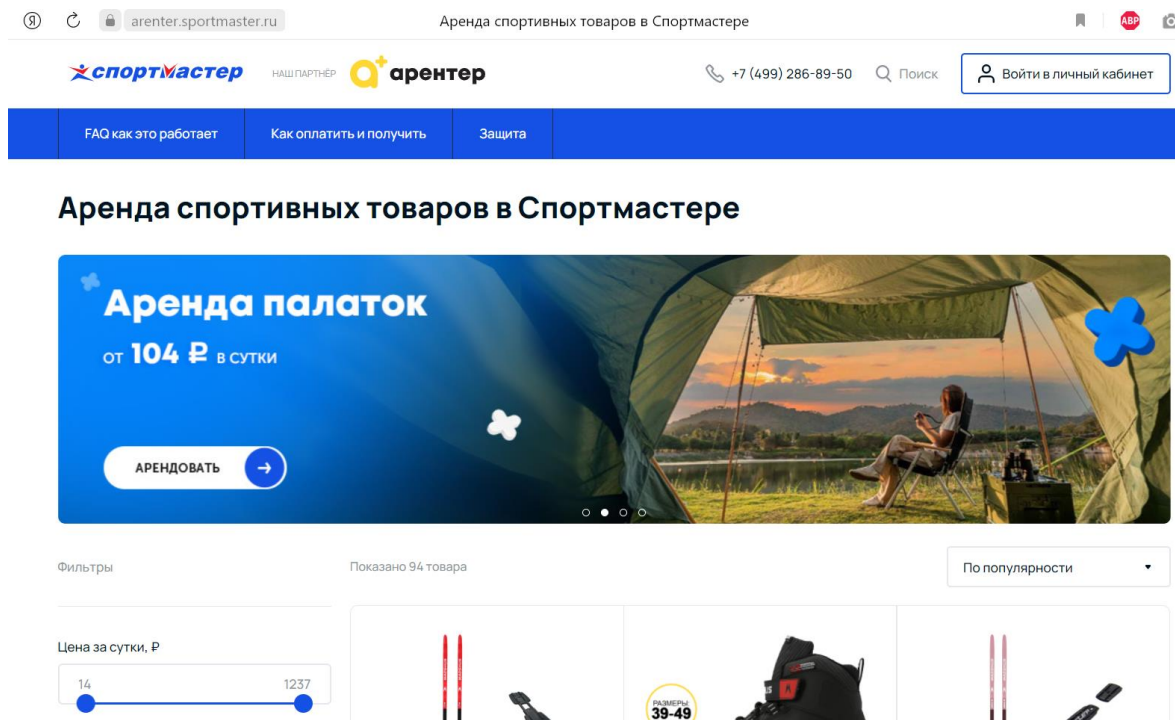 Я
arenter.sportmaster.ru
Аренда спортивных товаров в Спортмастере
ABP
спортмастер
НАШ ПАРТНЁР
арентер
+7 (499) 286-89-50
Поиск
Войти в личный кабинет
FAQ как это работает
Как оплатить и получить
Защита
Аренда спортивных товаров в Спортмастере
Аренда палаток
от 104 ₽ в сутки
АРЕНДОВАТЬ
Фильтры
Показано 94 товара
По популярности
Цена за сутки, ₽
14
1237
РАЗМЕРЫ:
39-49